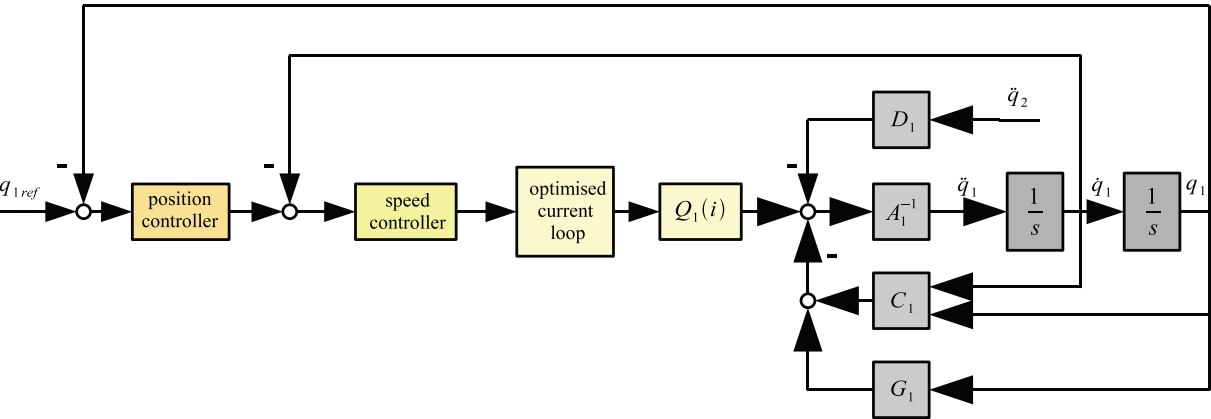 q̈₂
D₁
-
-
-
q₁ref
position
controller
speed
controller
optimised
current
loop
Q₁(i)
A₁⁻¹
q̈₁
1/s
q̇₁
1/s
q₁
-
C₁
G₁